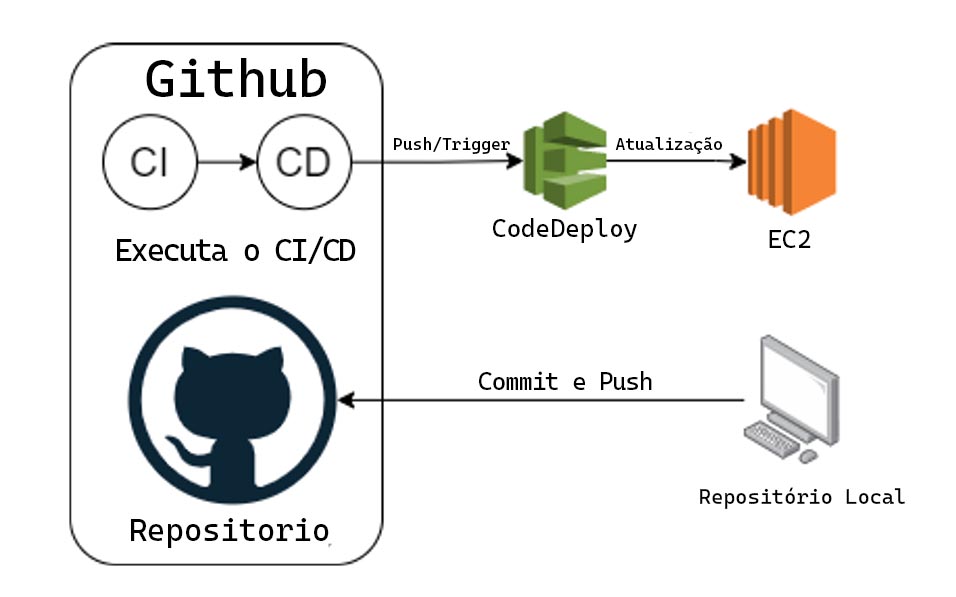 Github
CI
CD
Push/Trigger
Atualização
CodeDeploy
EC2
Executa o CI/CD
Commit e Push
Repositório Local
Repositorio